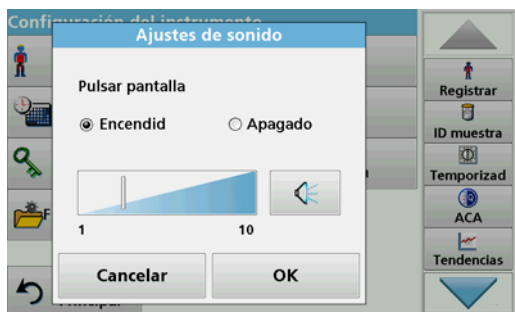 Configuración del instrumento
Ajustes de sonido
Pulsar pantalla
Encendid
Apagado
1
10
Cancelar
OK
F
Principal
Registrar
ID muestra
Temporizad
ACA
Tendencias